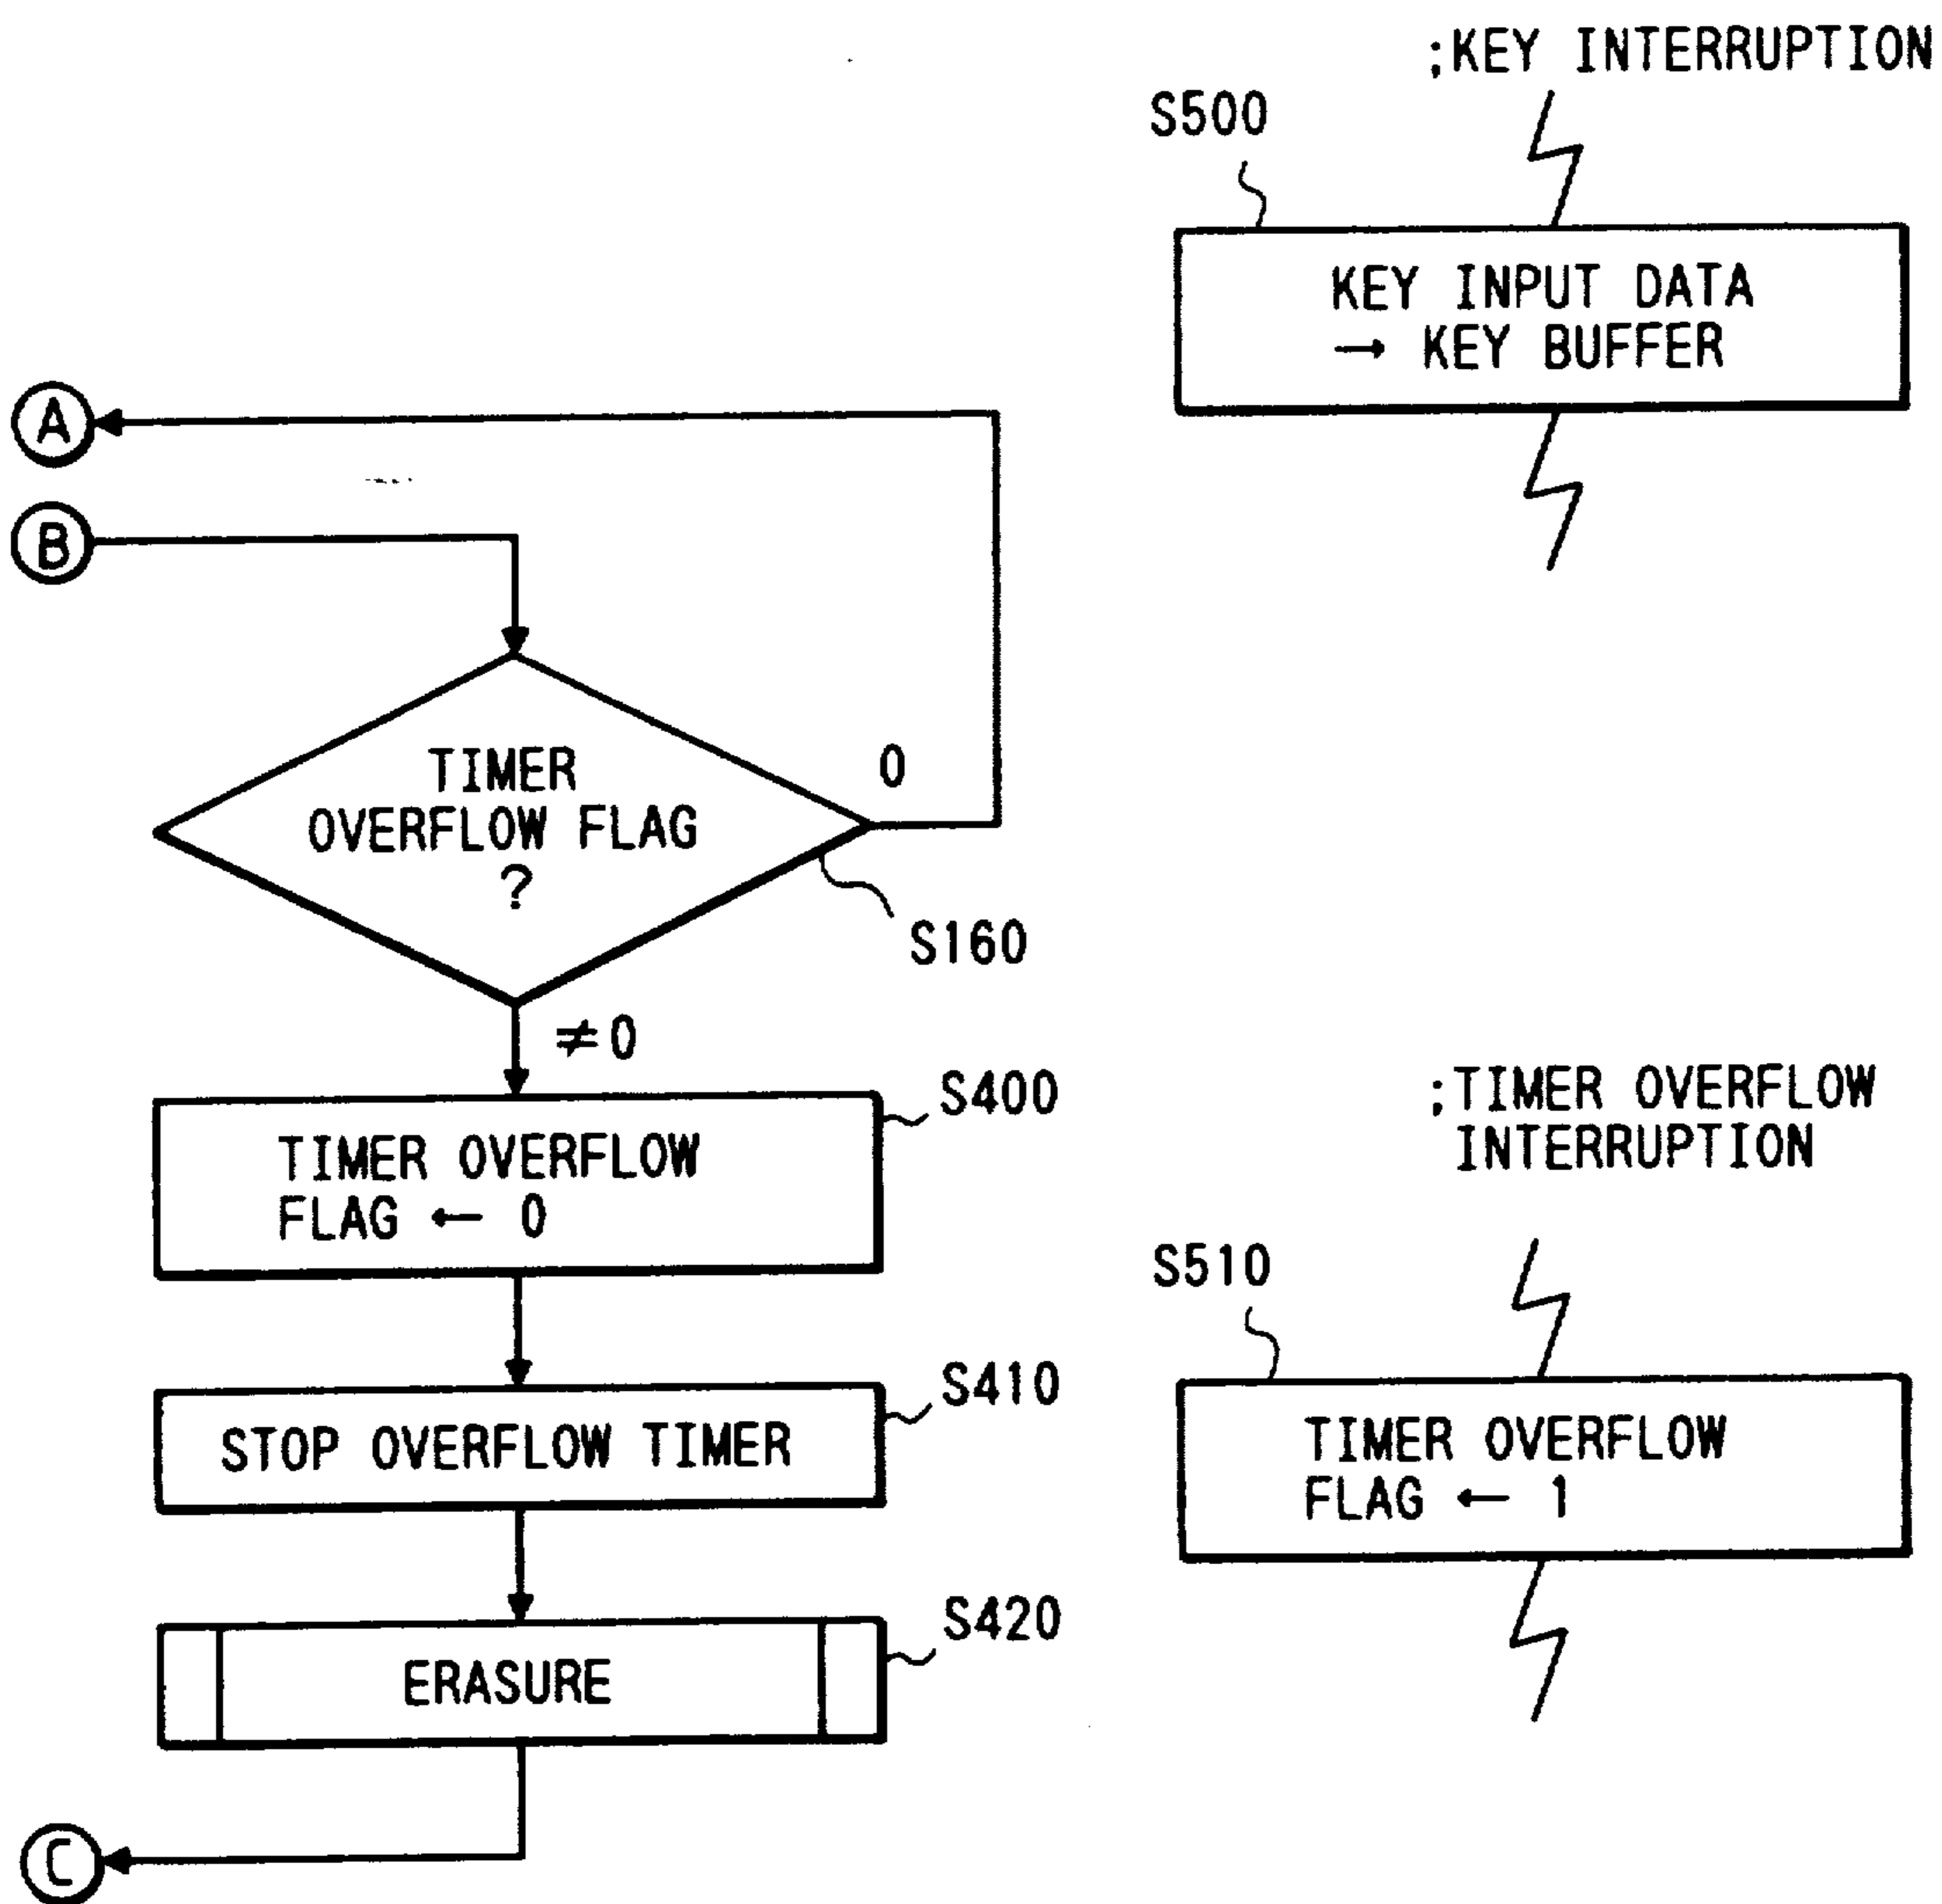 ;KEY INTERRUPTION
S500
KEY INPUT DATA
→ KEY BUFFER
A
B
TIMER
OVERFLOW FLAG
?
0
S160
≠0
S400
TIMER OVERFLOW
FLAG ← 0
S410
STOP OVERFLOW TIMER
S420
ERASURE
C
;TIMER OVERFLOW
INTERRUPTION
S510
TIMER OVERFLOW
FLAG ← 1